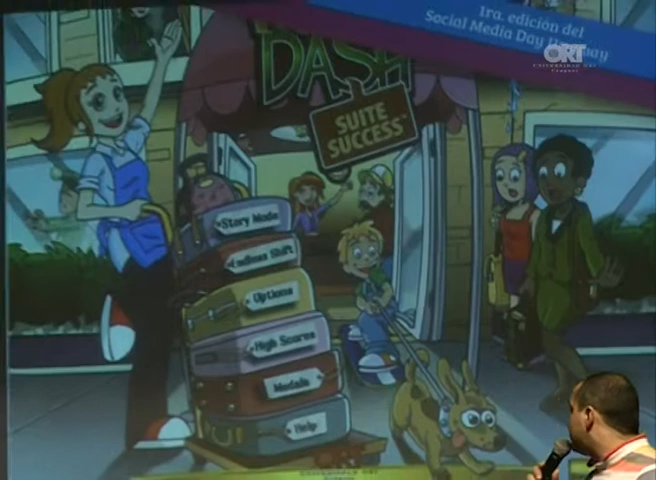 1ra. edición del
Social Media Day
ORT
DASH
SUITE
SUCCESS
Story Mode
Endless Shift
Options
High Scores
Medals
Help